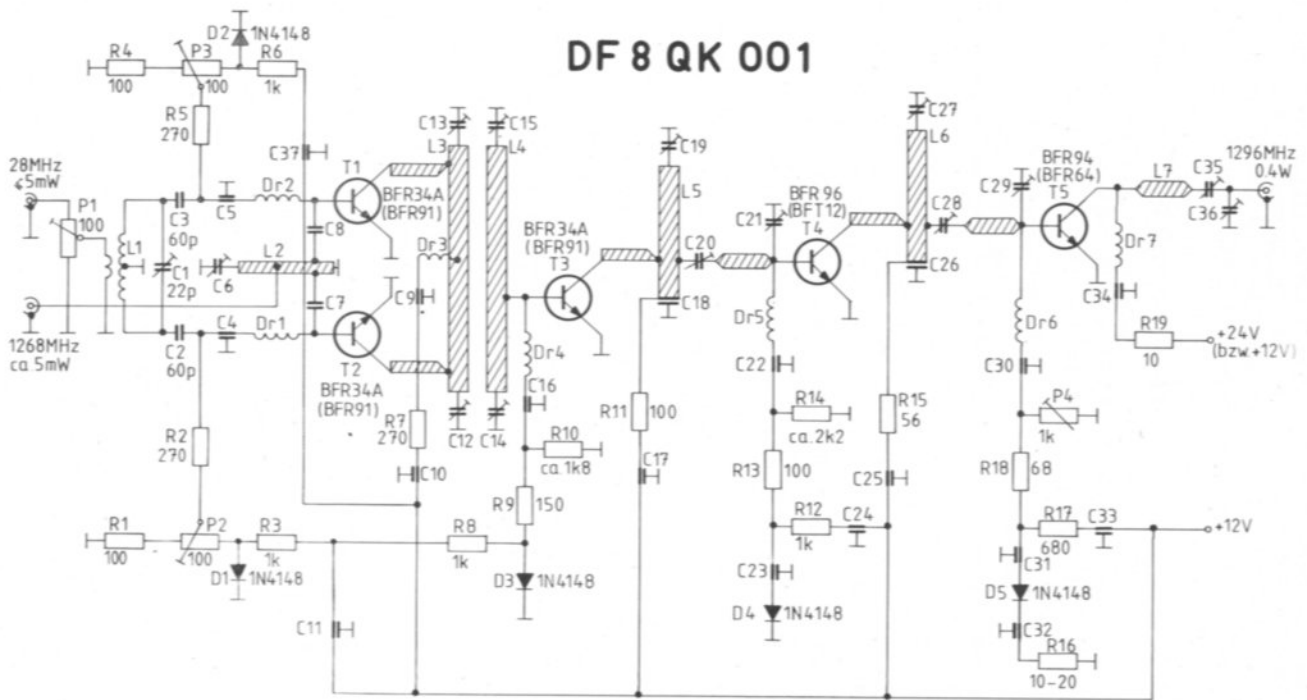 DF 8 QK 001
D2 1N4148
R4
P3
R6
100
100
1k
R5
270
C37
28MHz
<5mW
P1
100
C3
60p
C5
Dr2
T1
BFR34A
(BFR91)
C8
L1
C1
22p
C6
L2
C7
1268MHz
ca.5mW
C2
60p
C4
Dr1
T2
BFR34A
(BFR91)
R2
270
R1
100
P2
100
R3
1k
D1
1N4148
C11
C13
L3
C15
L4
Dr3
C9
R7
270
C12
C14
C10
BFR34A
(BFR91)
T3
Dr4
C16
R10
ca.1k8
R9
150
R8
1k
D3
1N4148
C19
L5
C20
C18
R11
100
C17
C21
BFR96
(BFT12)
T4
Dr5
C22
R14
ca.2k2
R13
100
R12
1k
C24
C23
D4
1N4148
C27
L6
C28
C26
R15
56
C25
C29
BFR94
(BFR64)
T5
L7
C35
C36
1296MHz
0.4W
Dr7
C34
R19
10
+24V
(bzw.+12V)
Dr6
C30
P4
1k
R18
68
R17
680
C33
+12V
C31
D5
1N4148
C32
R16
10-20